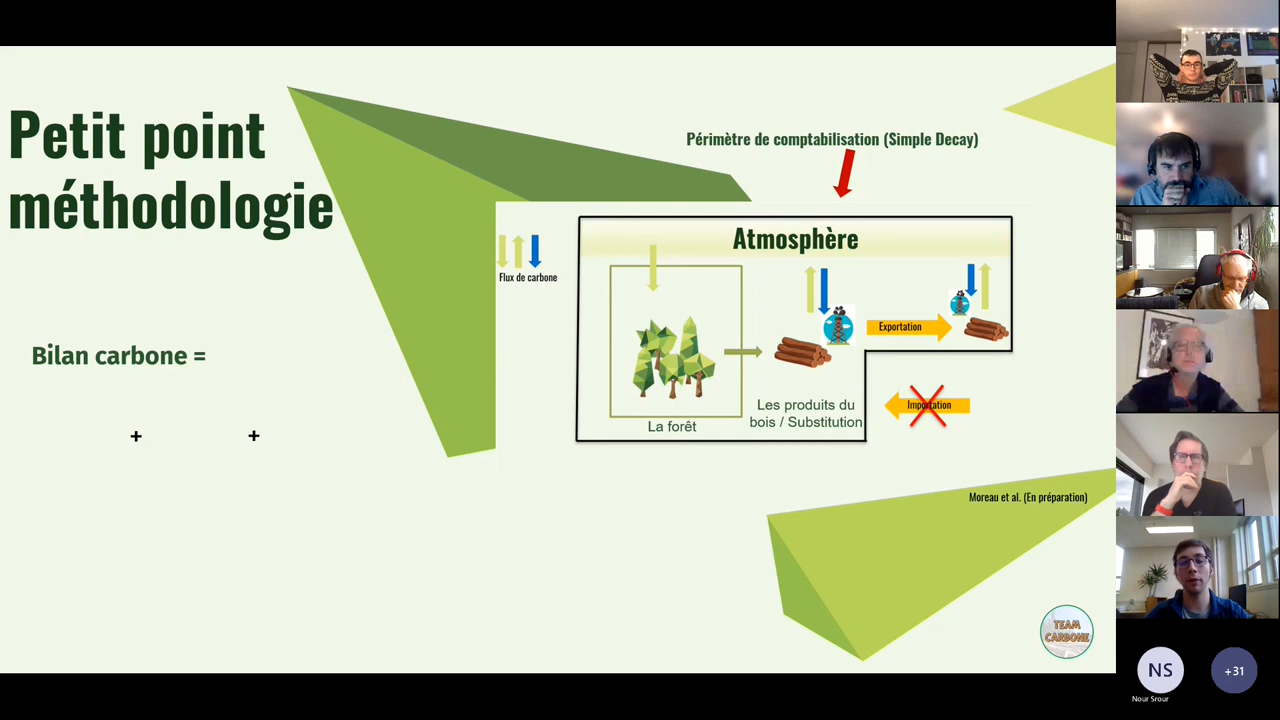 Petit point
méthodologie
Bilan carbone =
+ +
Périmètre de comptabilisation (Simple Decay)
Atmosphère
Flux de carbone
Exportation
Importation
Les produits du
bois / Substitution
La forêt
Moreau et al. (En préparation)
TEAM
CARBONE
NS
+31
Nour Srour